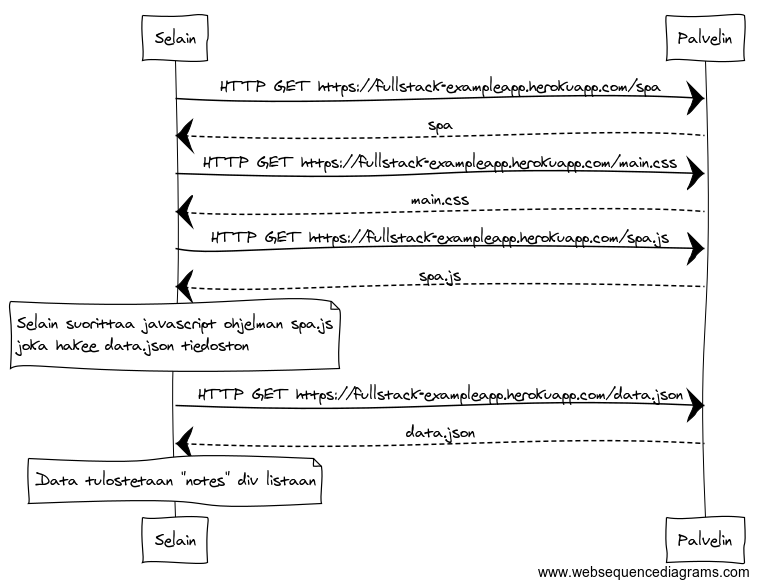 Selain
Palvelin
HTTP GET https://fullstack-exampleapp.herokuapp.com/spa
spa
HTTP GET https://fullstack-exampleapp.herokuapp.com/main.css
main.css
HTTP GET https://fullstack-exampleapp.herokuapp.com/spa.js
spa.js
Selain suorittaa javascript ohjelman spa.js
joka hakee data.json tiedoston
HTTP GET https://fullstack-exampleapp.herokuapp.com/data.json
data.json
Data tulostetaan "notes" div listaan
Selain
Palvelin
www.websequencediagrams.com